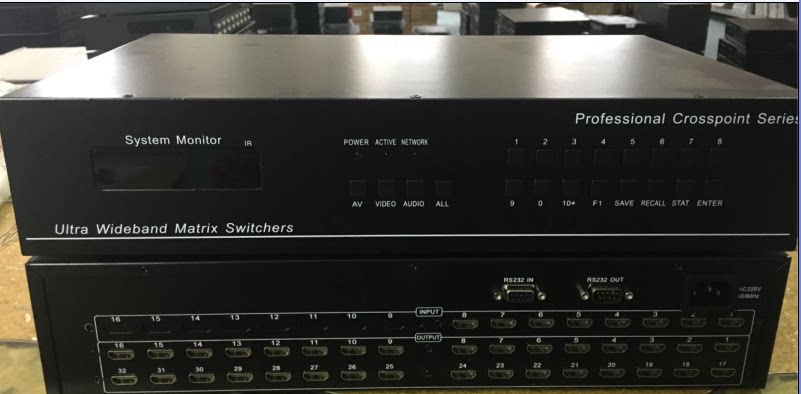 Professional Crosspoint Series
System Monitor
IR
POWER ACTIVE NETWORK
1 2 3 4 5 6 7 8
AV VIDEO AUDIO ALL
9 0 10+ F1 SAVE RECALL STAT ENTER
Ultra Wideband Matrix Switchers
RS232 IN
RS232 OUT
AC220V
60Hz
INPUT
16 15 14 13 12 11 10 9 8 7 6 5 4 3 2 1
OUTPUT
16 15 14 13 12 11 10 9 8 7 6 5 4 3 2 1
32 31 30 29 28 27 26 25 24 23 22 21 20 19 18 17